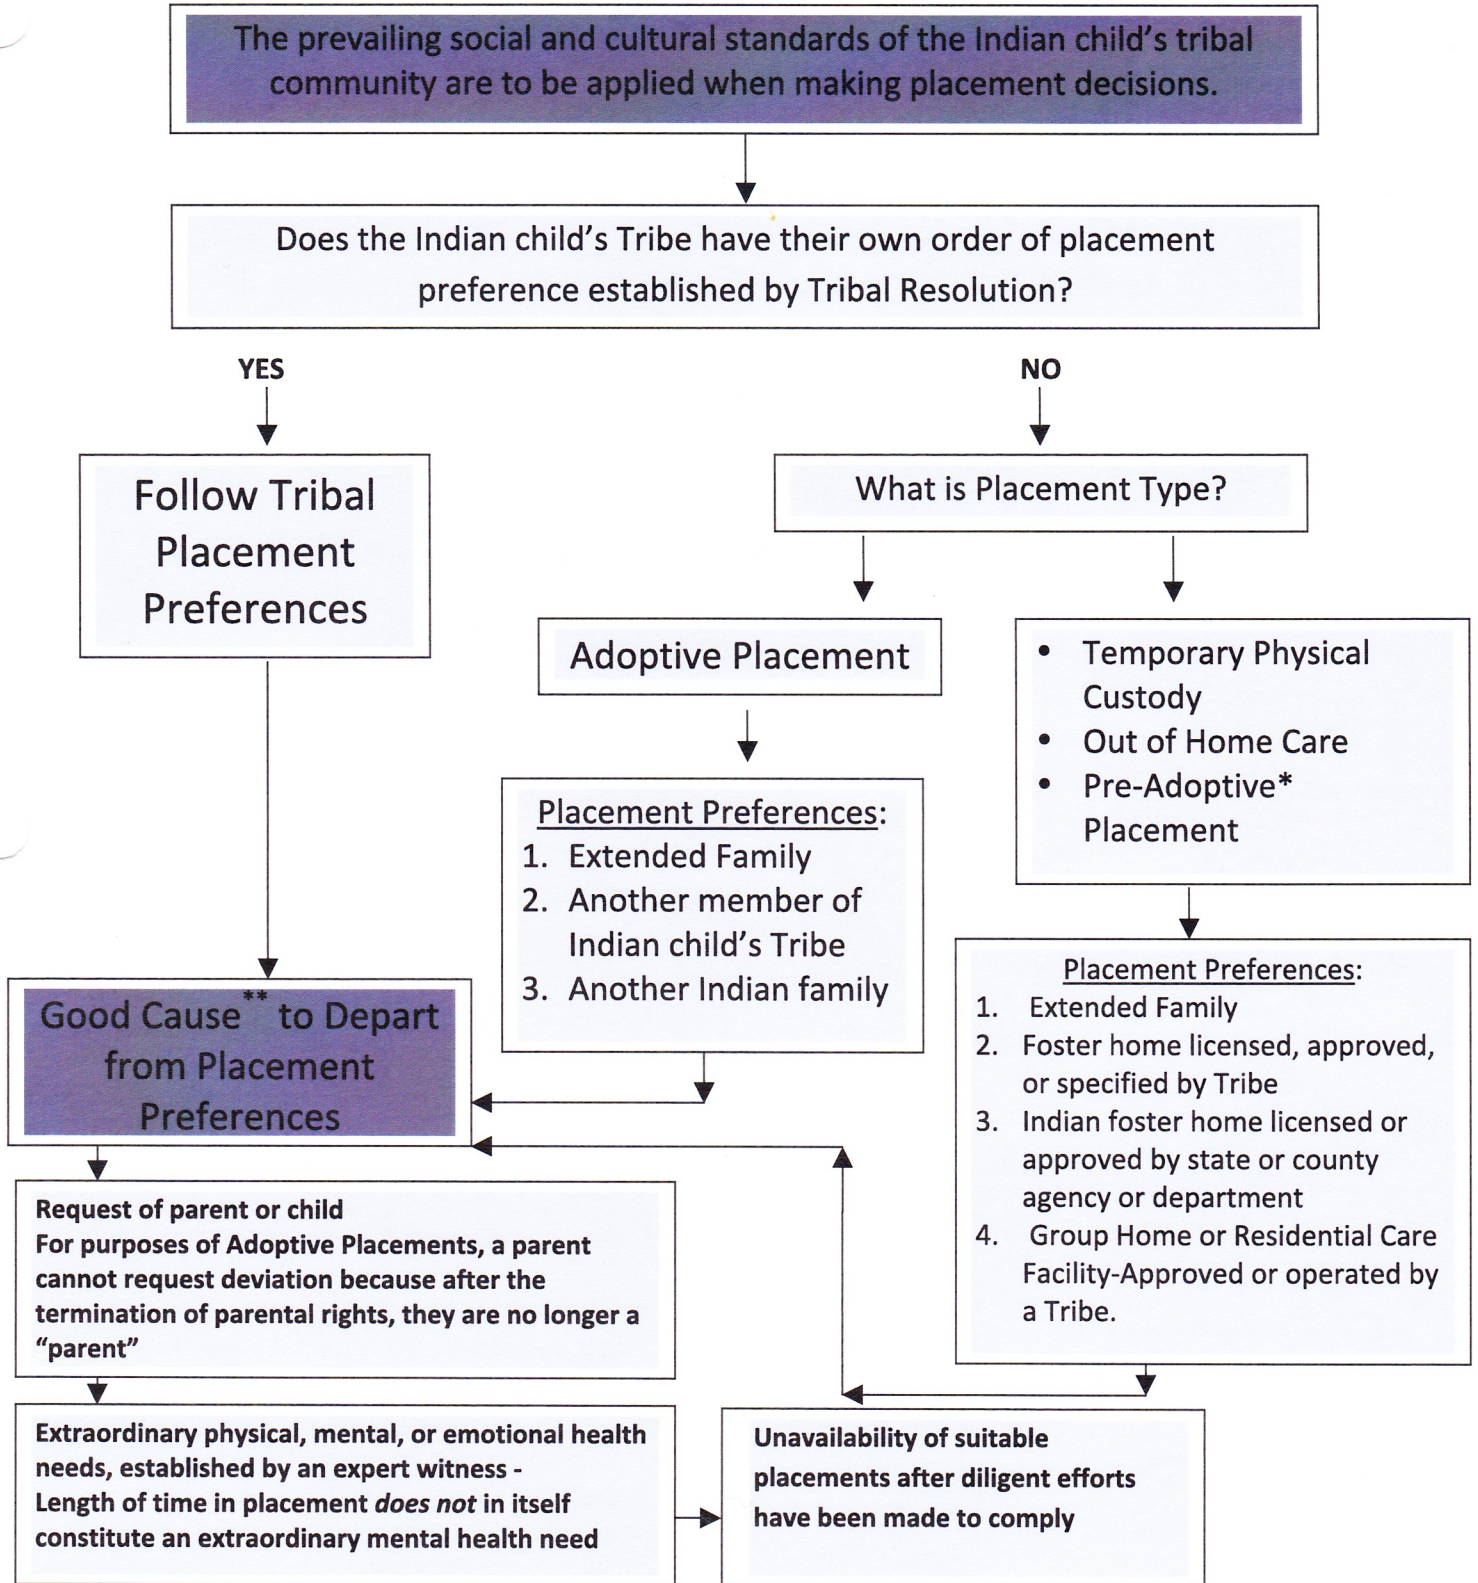 The prevailing social and cultural standards of the Indian child's tribal
community are to be applied when making placement decisions.
Does the Indian child's Tribe have their own order of placement
preference established by Tribal Resolution?
YES
NO
Follow Tribal
Placement
Preferences
What is Placement Type?
Adoptive Placement
• Temporary Physical
Custody
• Out of Home Care
• Pre-Adoptive*
Placement
Placement Preferences:
1. Extended Family
2. Another member of
Indian child's Tribe
3. Another Indian family
Placement Preferences:
1. Extended Family
2. Foster home licensed, approved,
or specified by Tribe
3. Indian foster home licensed or
approved by state or county
agency or department
4. Group Home or Residential Care
Facility-Approved or operated by
a Tribe.
Good Cause** to Depart
from Placement
Preferences
Request of parent or child
For purposes of Adoptive Placements, a parent
cannot request deviation because after the
termination of parental rights, they are no longer a
“parent”
Extraordinary physical, mental, or emotional health
needs, established by an expert witness -
Length of time in placement does not in itself
constitute an extraordinary mental health need
Unavailability of suitable
placements after diligent efforts
have been made to comply